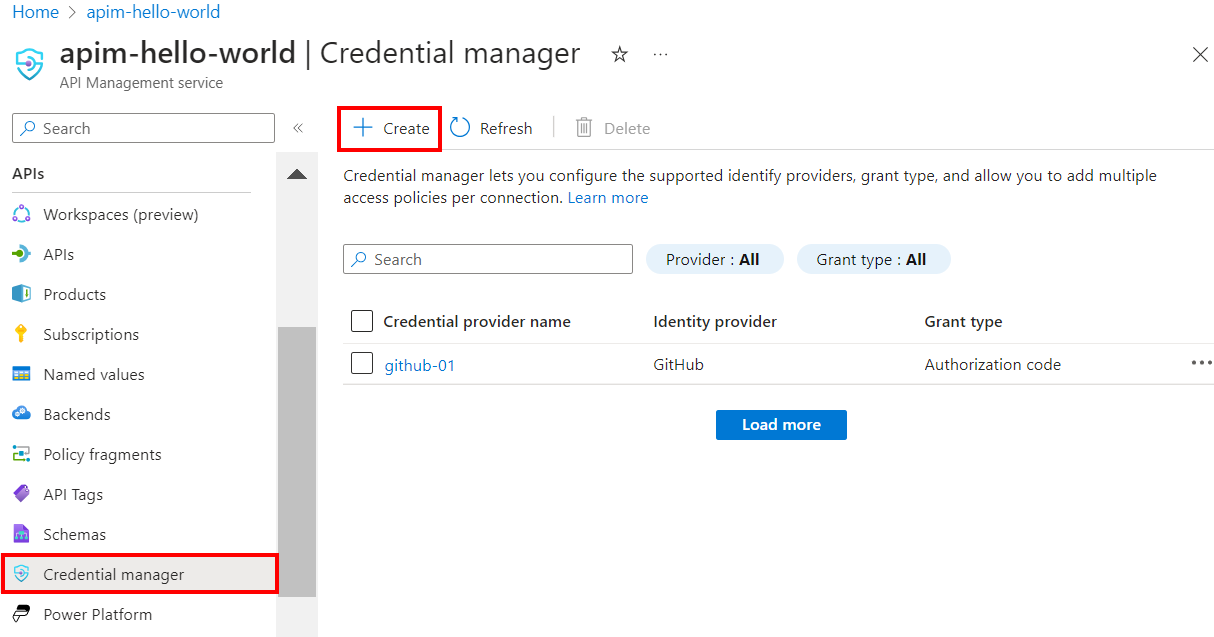 Home > apim-hello-world
apim-hello-world | Credential manager
API Management service
Search
APIs
Workspaces (preview)
APIs
Products
Subscriptions
Named values
Backends
Policy fragments
API Tags
Schemas
Credential manager
Power Platform
Create Refresh Delete
Credential manager lets you configure the supported identify providers, grant type, and allow you to add multiple
access policies per connection. Learn more
Search Provider : All Grant type : All
Credential provider name Identity provider Grant type
github-01 GitHub Authorization code
Load more